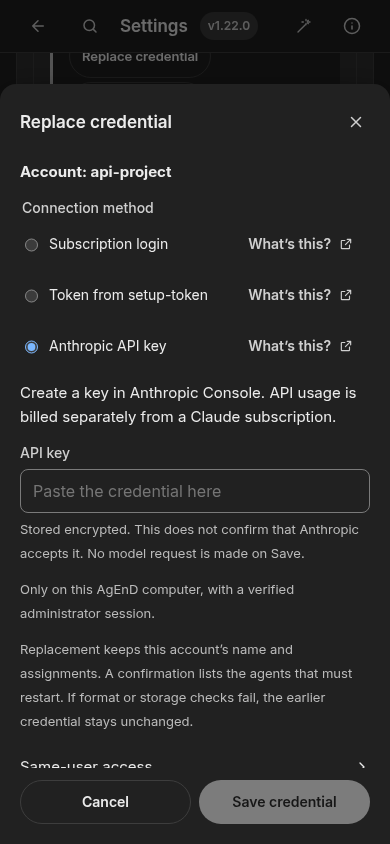 Settings
v1.22.0
Replace credential
Replace credential
Account: api-project
Connection method
Subscription login
What's this?
Token from setup-token
What's this?
Anthropic API key
What's this?
Create a key in Anthropic Console. API usage is
billed separately from a Claude subscription.
API key
Paste the credential here
Stored encrypted. This does not confirm that Anthropic
accepts it. No model request is made on Save.
Only on this AgEnD computer, with a verified
administrator session.
Replacement keeps this account's name and
assignments. A confirmation lists the agents that must
restart. If format or storage checks fail, the earlier
credential stays unchanged.
Same-user access
Cancel
Save credential